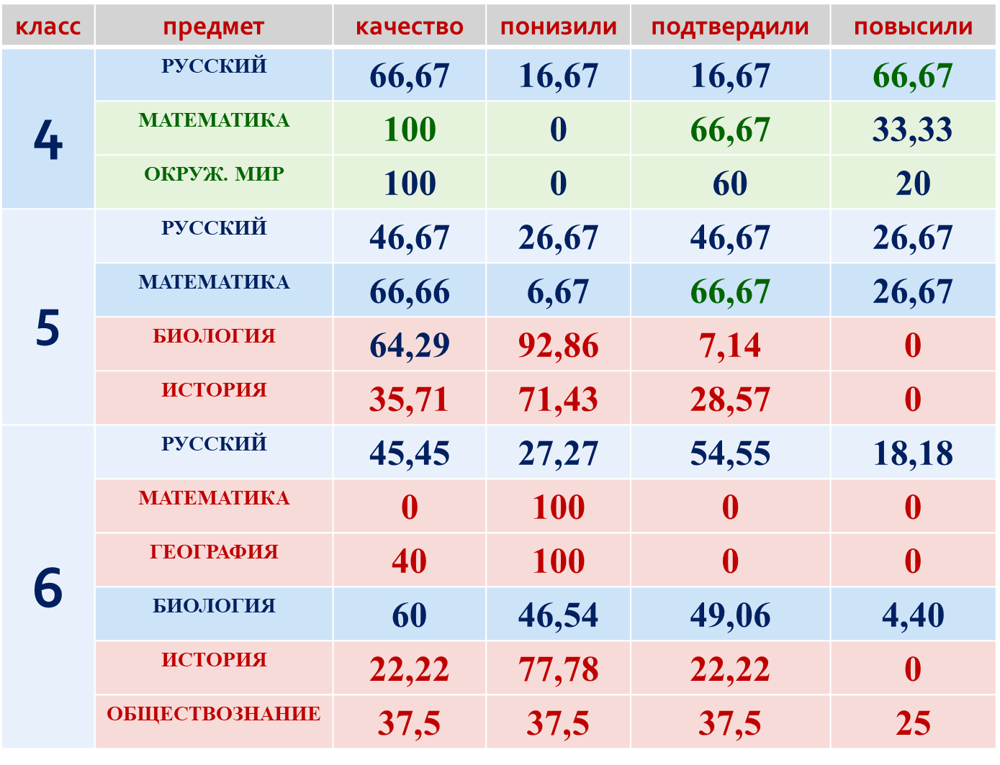 класс предмет качество понизили подтвердили повысили
4
РУССКИЙ 66,67 16,67 16,67 66,67
МАТЕМАТИКА 100 0 66,67 33,33
ОКРУЖ. МИР 100 0 60 20
5
РУССКИЙ 46,67 26,67 46,67 26,67
МАТЕМАТИКА 66,66 6,67 66,67 26,67
БИОЛОГИЯ 64,29 92,86 7,14 0
ИСТОРИЯ 35,71 71,43 28,57 0
6
РУССКИЙ 45,45 27,27 54,55 18,18
МАТЕМАТИКА 0 100 0 0
ГЕОГРАФИЯ 40 100 0 0
БИОЛОГИЯ 60 46,54 49,06 4,40
ИСТОРИЯ 22,22 77,78 22,22 0
ОБЩЕСТВОЗНАНИЕ 37,5 37,5 37,5 25